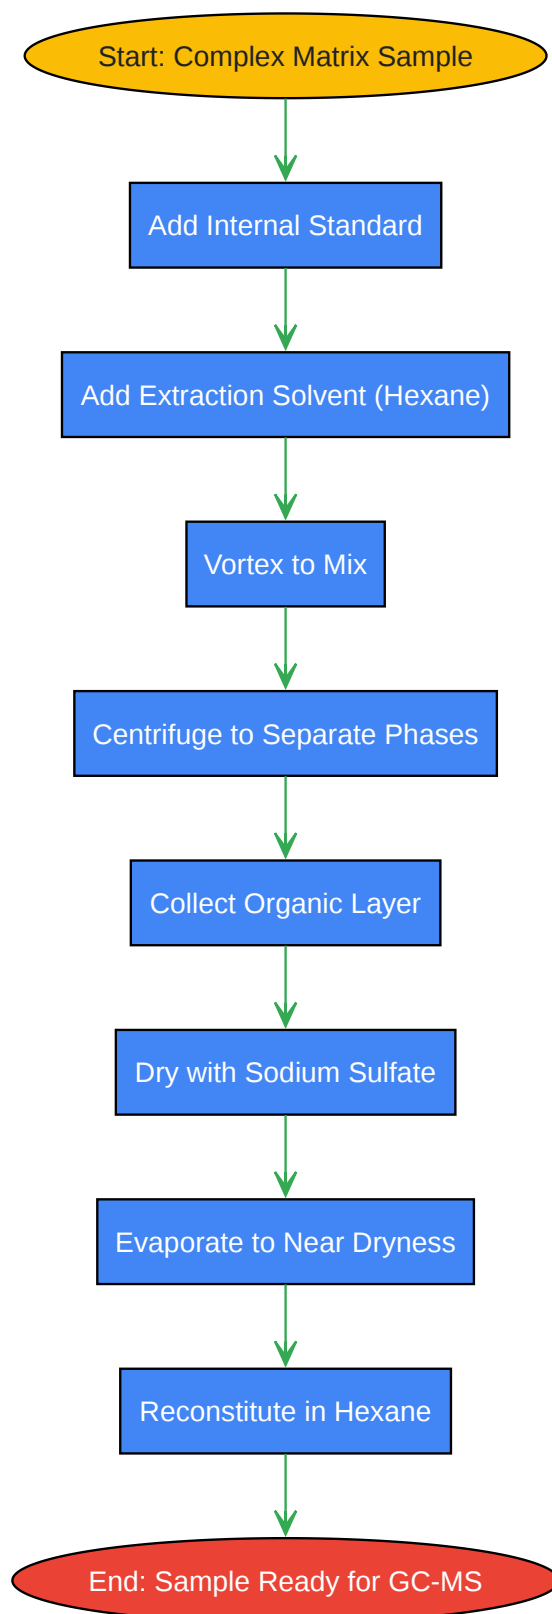 Start: Complex Matrix Sample
Add Internal Standard
Add Extraction Solvent (Hexane)
Vortex to Mix
Centrifuge to Separate Phases
Collect Organic Layer
Dry with Sodium Sulfate
Evaporate to Near Dryness
Reconstitute in Hexane
End: Sample Ready for GC-MS